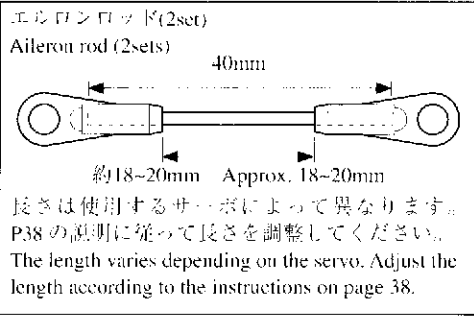 エルロンロッド(2set)
Aileron rod (2sets)
40mm
約18~20mm Approx. 18~20mm
長さは使用するサーボによって異なります。
P38の説明に従って長さを調整してください。
The length varies depending on the servo. Adjust the
length according to the instructions on page 38.